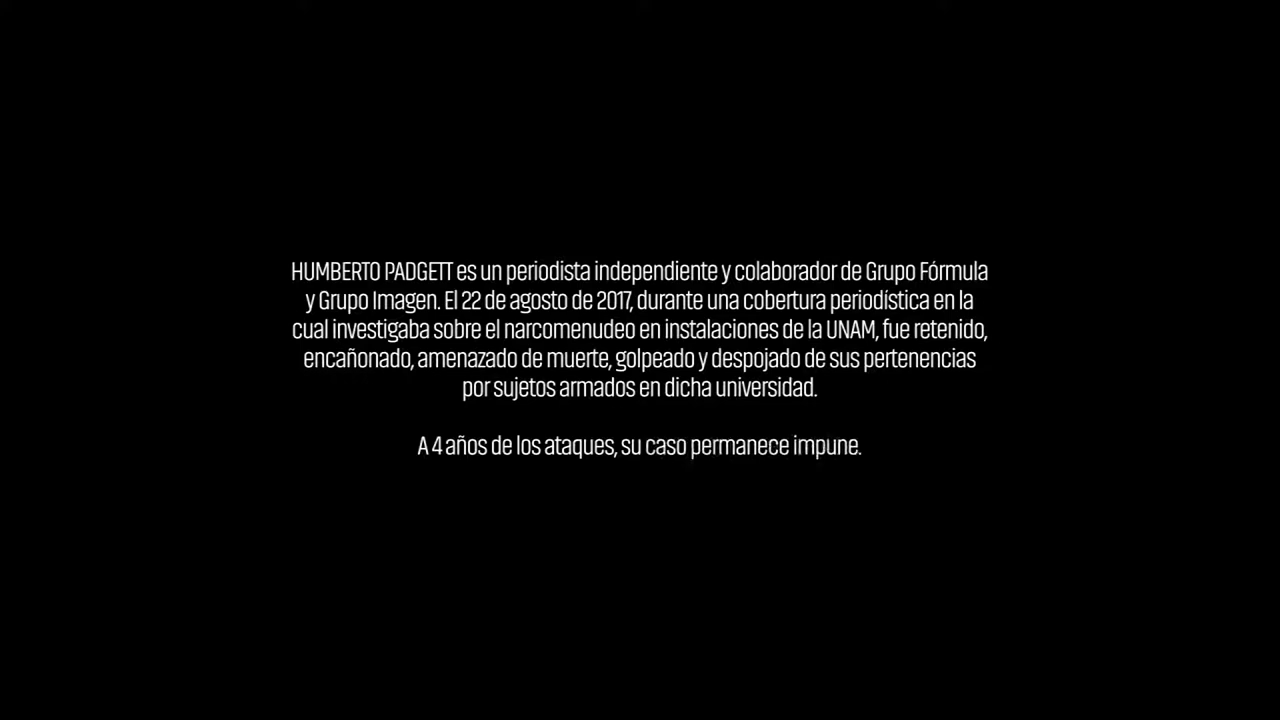 HUMBERTO PADGETT es un periodista independiente y colaborador de Grupo Fórmula
y Grupo Imagen. El 22 de agosto de 2017, durante una cobertura periodística en la
cual investigaba sobre el narcomenudeo en instalaciones de la UNAM, fue retenido,
encañonado, amenazado de muerte, golpeado y despojado de sus pertenencias
por sujetos armados en dicha universidad.
A 4 años de los ataques, su caso permanece impune.